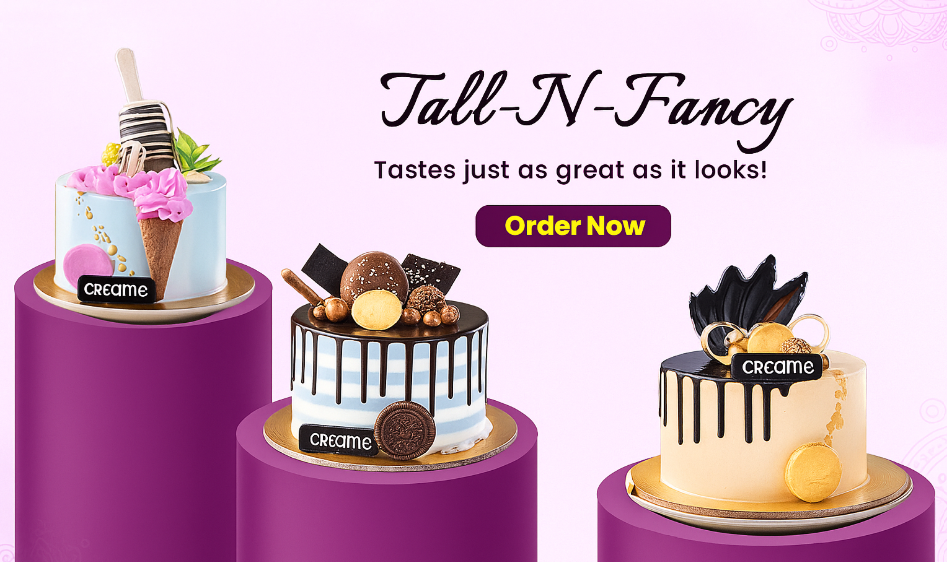 Tall-N-Fancy
Tastes just as great as it looks!
Order Now
CREAME
CREAME
CREAME